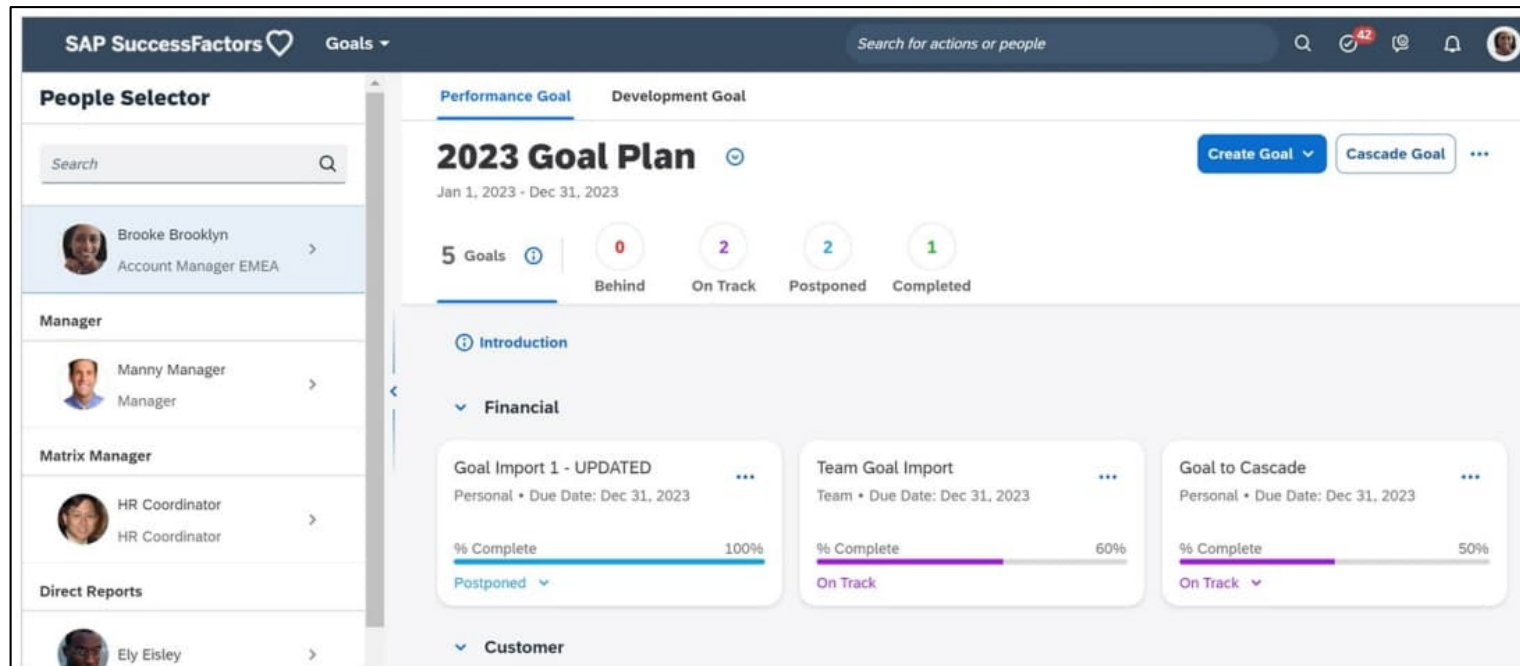 SAP SuccessFactors Goals
Search for actions or people
42
People Selector
Search
Brooke Brooklyn
Account Manager EMEA
Manager
Manny Manager
Manager
Matrix Manager
HR Coordinator
HR Coordinator
Direct Reports
Ely Eisley
Performance Goal Development Goal
2023 Goal Plan
Create Goal Cascade Goal
Jan 1, 2023 - Dec 31, 2023
5 Goals
0 2 2 1
Behind On Track Postponed Completed
Introduction
Financial
Goal Import 1 - UPDATED
Personal • Due Date: Dec 31, 2023
% Complete 100%
Postponed
Team Goal Import
Team • Due Date: Dec 31, 2023
% Complete 60%
On Track
Goal to Cascade
Personal • Due Date: Dec 31, 2023
% Complete 50%
On Track
Customer